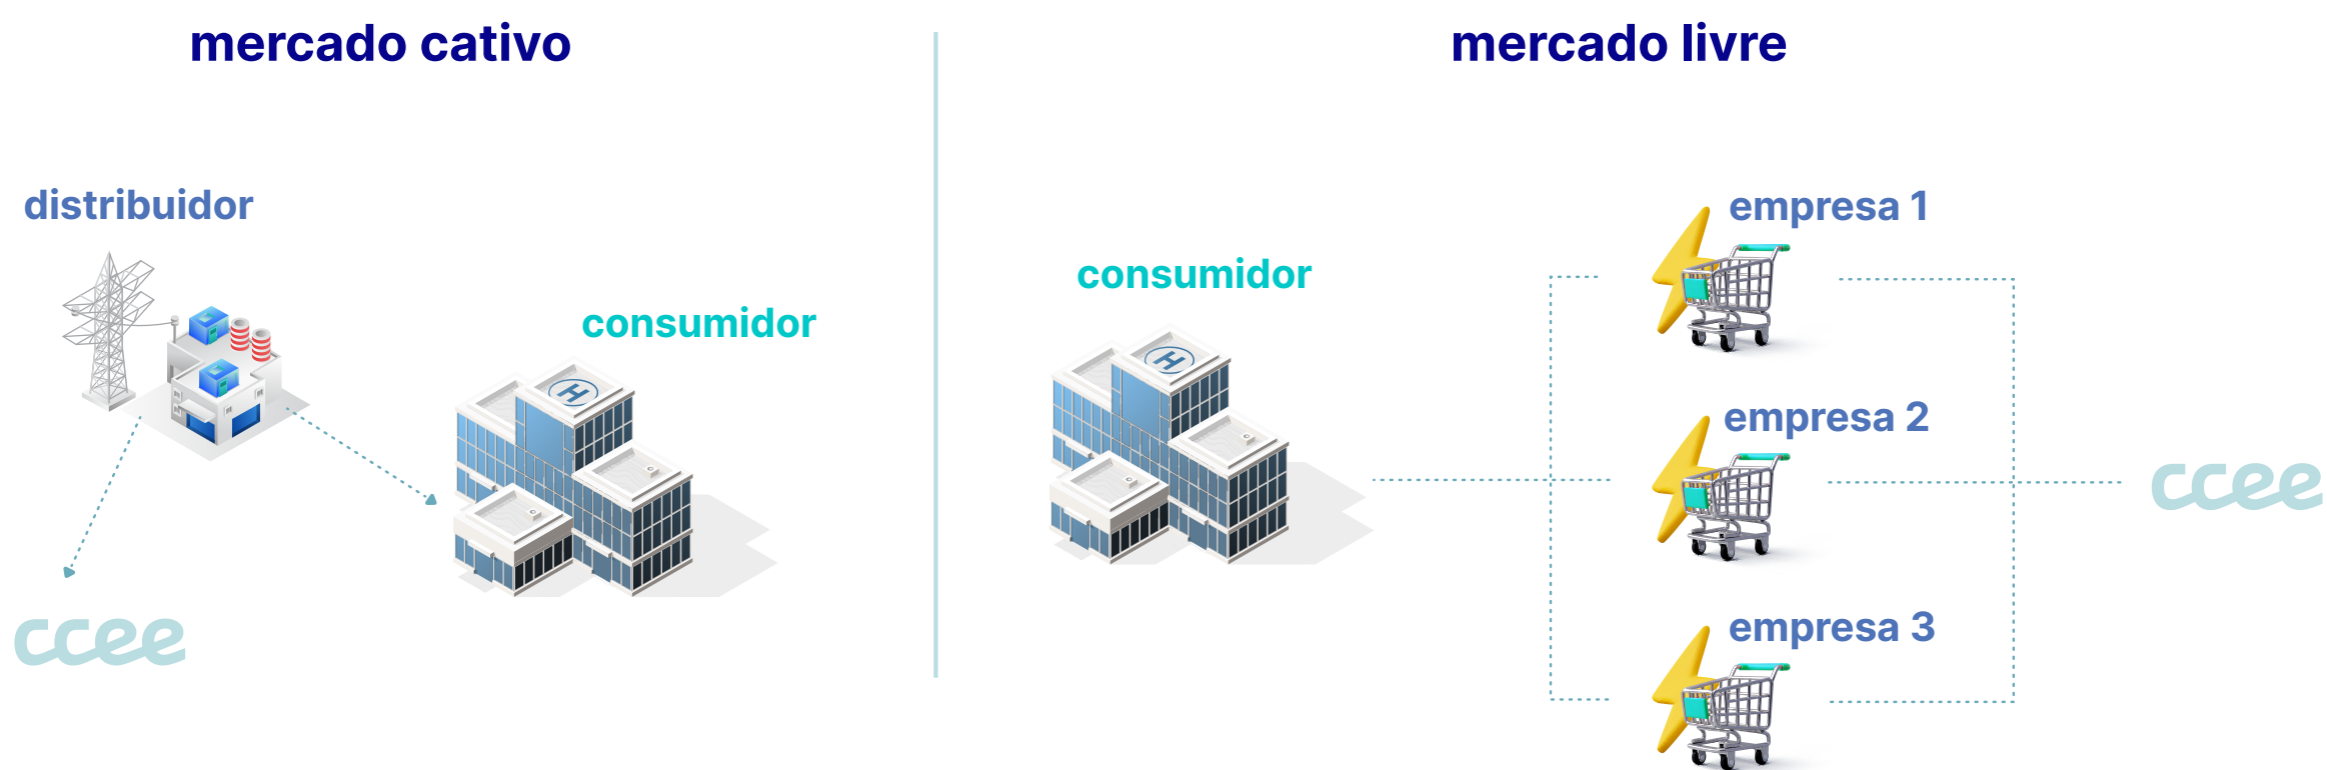 mercado cativo
distribuidor
consumidor
ccee
mercado livre
consumidor
empresa 1
empresa 2
empresa 3
ccee